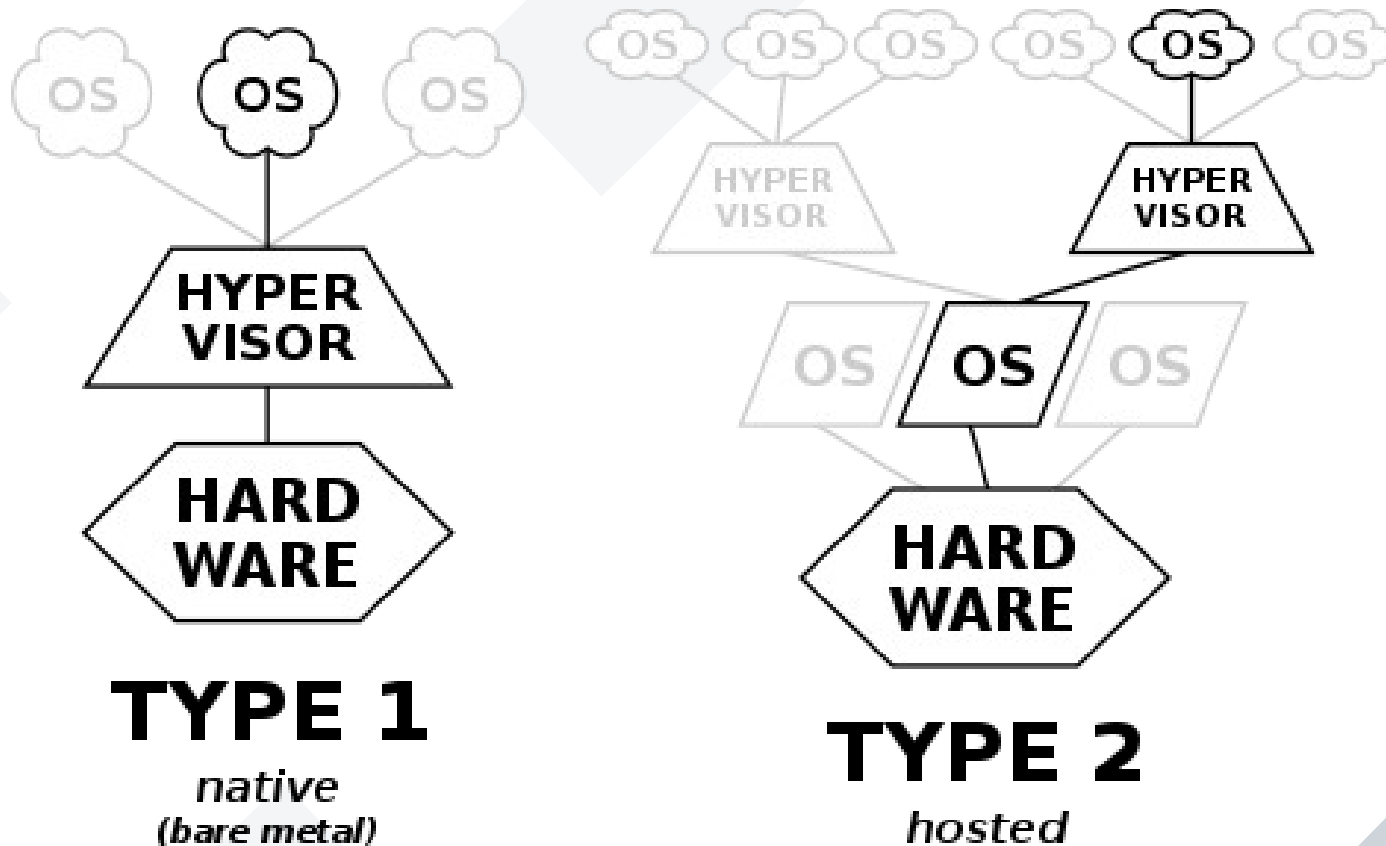 OS
OS
OS
HYPER
VISOR
HARD
WARE
TYPE 1
native
(bare metal)
OS
OS
OS
OS
OS
OS
HYPER
VISOR
HYPER
VISOR
OS
OS
OS
HARD
WARE
TYPE 2
hosted